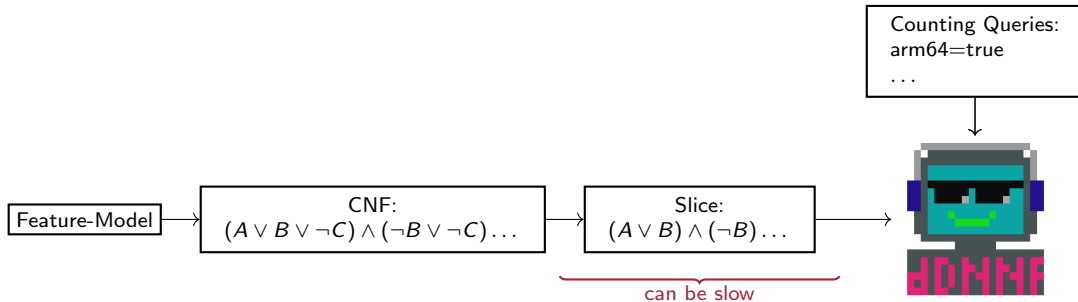 Counting Queries:
arm64=true
...
Feature-Model
CNF:
(A ∨ B ∨ ¬C) ∧ (¬B ∨ ¬C) ...
Slice:
(A ∨ B) ∧ (¬B) ...
can be slow
dDNNF